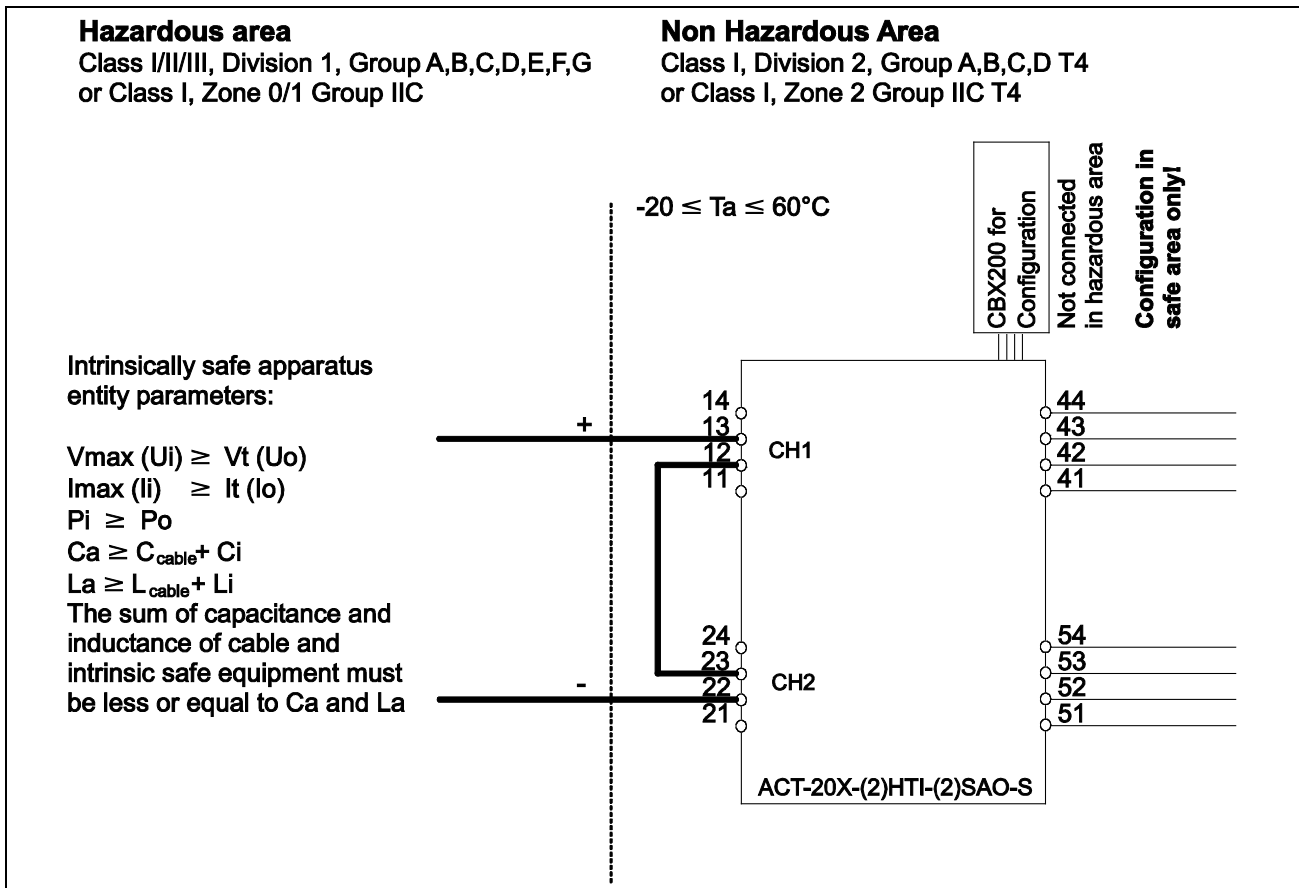 Hazardous area
Class I/II/III, Division 1, Group A,B,C,D,E,F,G
or Class I, Zone 0/1 Group IIC
Non Hazardous Area
Class I, Division 2, Group A,B,C,D T4
or Class I, Zone 2 Group IIC T4
-20 ≤ Ta ≤ 60°C
CBX200 for
Configuration
Not connected
in hazardous area
Configuration in
safe area only!
Intrinsically safe apparatus
entity parameters:
Vmax (Ui) ≥ Vt (Uo)
Imax (Ii) ≥ It (Io)
Pi ≥ Po
Ca ≥ Ccable+ Ci
La ≥ Lcable+ Li
The sum of capacitance and
inductance of cable and
intrinsic safe equipment must
be less or equal to Ca and La
+
-
14
13
12
11
CH1
44
43
42
41
24
23
22
21
CH2
54
53
52
51
ACT-20X-(2)HTI-(2)SAO-S